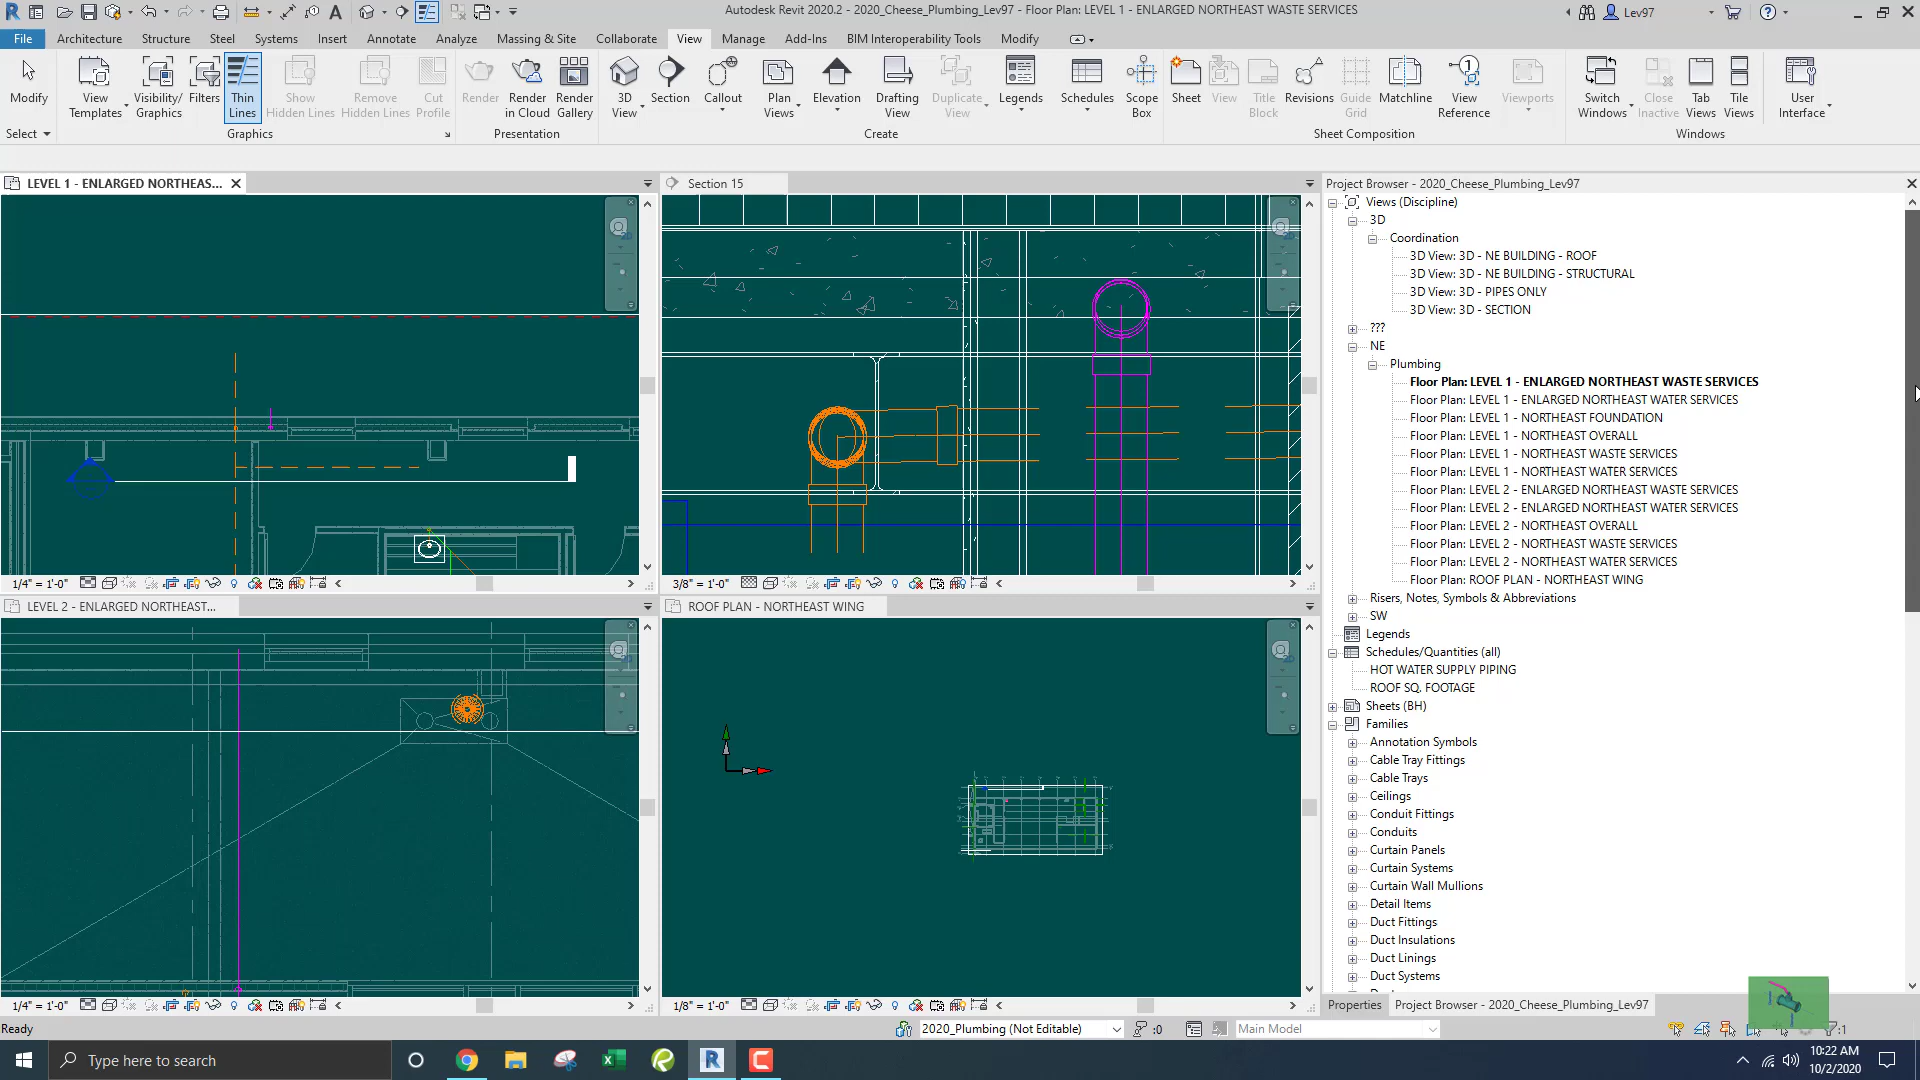 Autodesk Revit 2020.2 - 2020_Cheese_Plumbing_Lev97 - Floor Plan: LEVEL 1 - ENLARGED NORTHEAST WASTE SERVICES
Lev97
File Architecture Structure Steel Systems Insert Annotate Analyze Massing & Site Collaborate View Manage Add-Ins BIM Interoperability Tools Modify
Modify
View Templates
Visibility/ Graphics
Filters
Thin Lines
Show Hidden Lines
Remove Hidden Lines
Cut Profile
Render
Render in Cloud
Render Gallery
3D View
Section
Callout
Plan Views
Elevation
Drafting View
Duplicate View
Legends
Schedules
Scope Box
Sheet
View
Title Block
Revisions
Guide Grid
Matchline
View Reference
Viewports
Switch Windows
Close Inactive
Tab Views
Tile Views
User Interface
Select Graphics Presentation Create Sheet Composition Windows
LEVEL 1 - ENLARGED NORTHEAS...
Section 15
1/4" = 1'-0"
3/8" = 1'-0"
LEVEL 2 - ENLARGED NORTHEAST...
ROOF PLAN - NORTHEAST WING
1/4" = 1'-0"
1/8" = 1'-0"
Project Browser - 2020_Cheese_Plumbing_Lev97
Views (Discipline)
3D
Coordination
3D View: 3D - NE BUILDING - ROOF
3D View: 3D - NE BUILDING - STRUCTURAL
3D View: 3D - PIPES ONLY
3D View: 3D - SECTION
???
NE
Plumbing
Floor Plan: LEVEL 1 - ENLARGED NORTHEAST WASTE SERVICES
Floor Plan: LEVEL 1 - ENLARGED NORTHEAST WATER SERVICES
Floor Plan: LEVEL 1 - NORTHEAST FOUNDATION
Floor Plan: LEVEL 1 - NORTHEAST OVERALL
Floor Plan: LEVEL 1 - NORTHEAST WASTE SERVICES
Floor Plan: LEVEL 1 - NORTHEAST WATER SERVICES
Floor Plan: LEVEL 2 - ENLARGED NORTHEAST WASTE SERVICES
Floor Plan: LEVEL 2 - ENLARGED NORTHEAST WATER SERVICES
Floor Plan: LEVEL 2 - NORTHEAST OVERALL
Floor Plan: LEVEL 2 - NORTHEAST WASTE SERVICES
Floor Plan: LEVEL 2 - NORTHEAST WATER SERVICES
Floor Plan: ROOF PLAN - NORTHEAST WING
Risers, Notes, Symbols & Abbreviations
SW
Legends
Schedules/Quantities (all)
HOT WATER SUPPLY PIPING
ROOF SQ. FOOTAGE
Sheets (BH)
Families
Annotation Symbols
Cable Tray Fittings
Cable Trays
Ceilings
Conduit Fittings
Conduits
Curtain Panels
Curtain Systems
Curtain Wall Mullions
Detail Items
Duct Fittings
Duct Insulations
Duct Linings
Duct Systems
Properties
Project Browser - 2020_Cheese_Plumbing_Lev97
Ready
2020_Plumbing (Not Editable)
:0
Main Model
:1
Type here to search
10:22 AM
10/2/2020